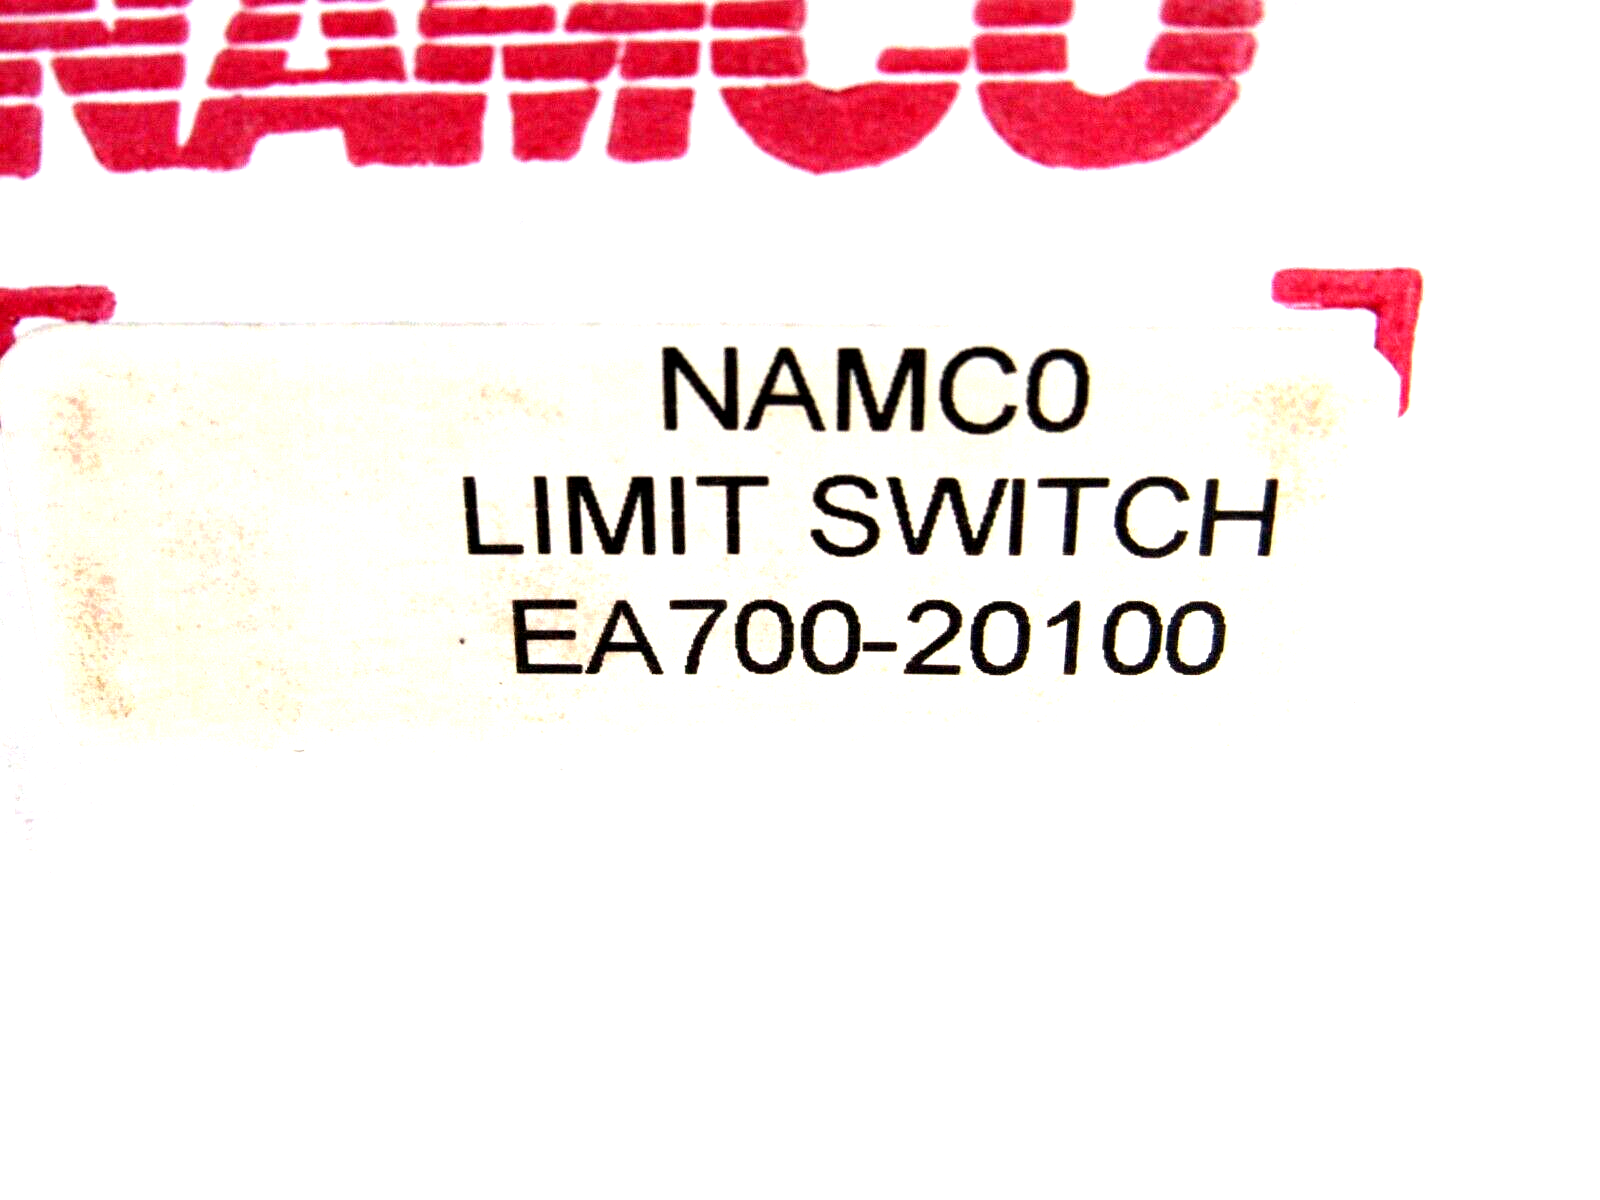 NAMCO
NAMC0
LIMIT SWITCH
EA700-20100